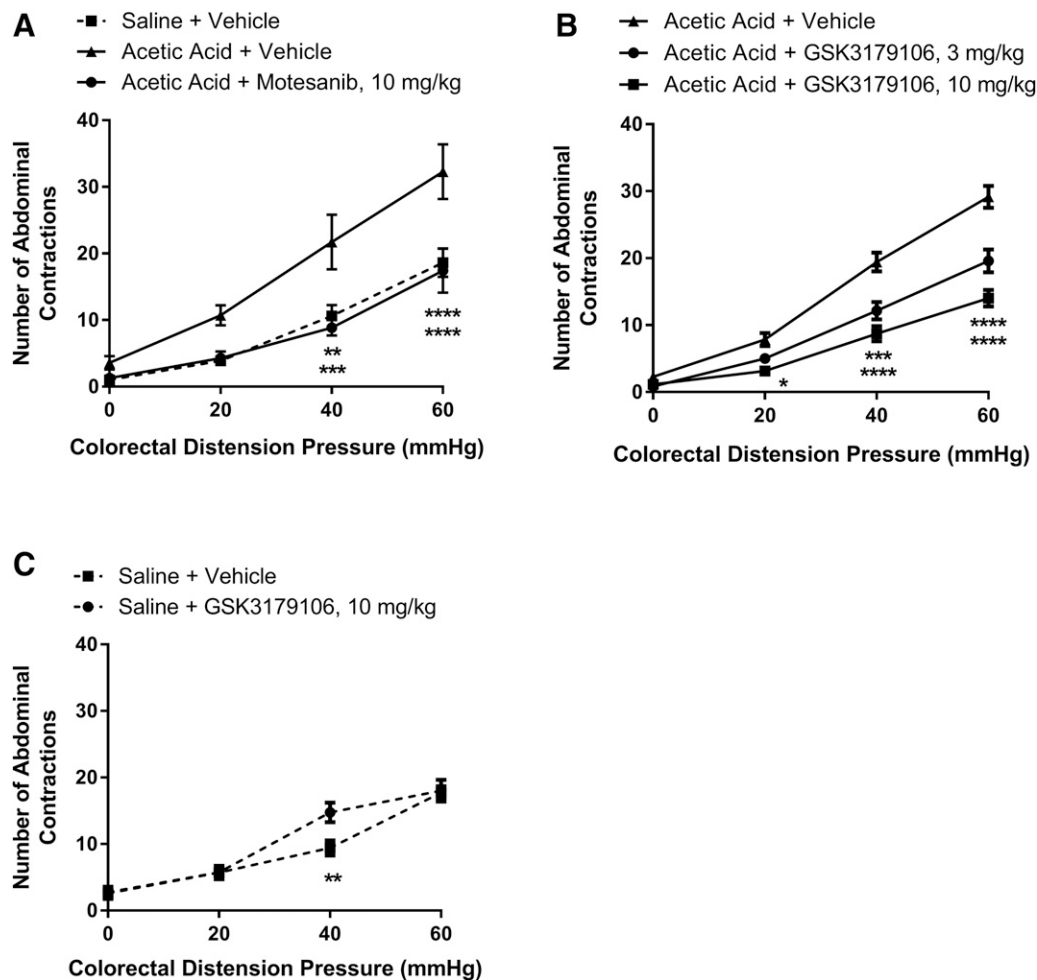 A
Saline + Vehicle
Acetic Acid + Vehicle
Acetic Acid + Motesanib, 10 mg/kg
Number of Abdominal
Contractions
40
30
20
10
0
**
***
****
****
0 20 40 60
Colorectal Distension Pressure (mmHg)
B
Acetic Acid + Vehicle
Acetic Acid + GSK3179106, 3 mg/kg
Acetic Acid + GSK3179106, 10 mg/kg
Number of Abdominal
Contractions
40
30
20
10
0
*
***
****
****
****
0 20 40 60
Colorectal Distension Pressure (mmHg)
C
Saline + Vehicle
Saline + GSK3179106, 10 mg/kg
Number of Abdominal
Contractions
40
30
20
10
0
**
0 20 40 60
Colorectal Distension Pressure (mmHg)